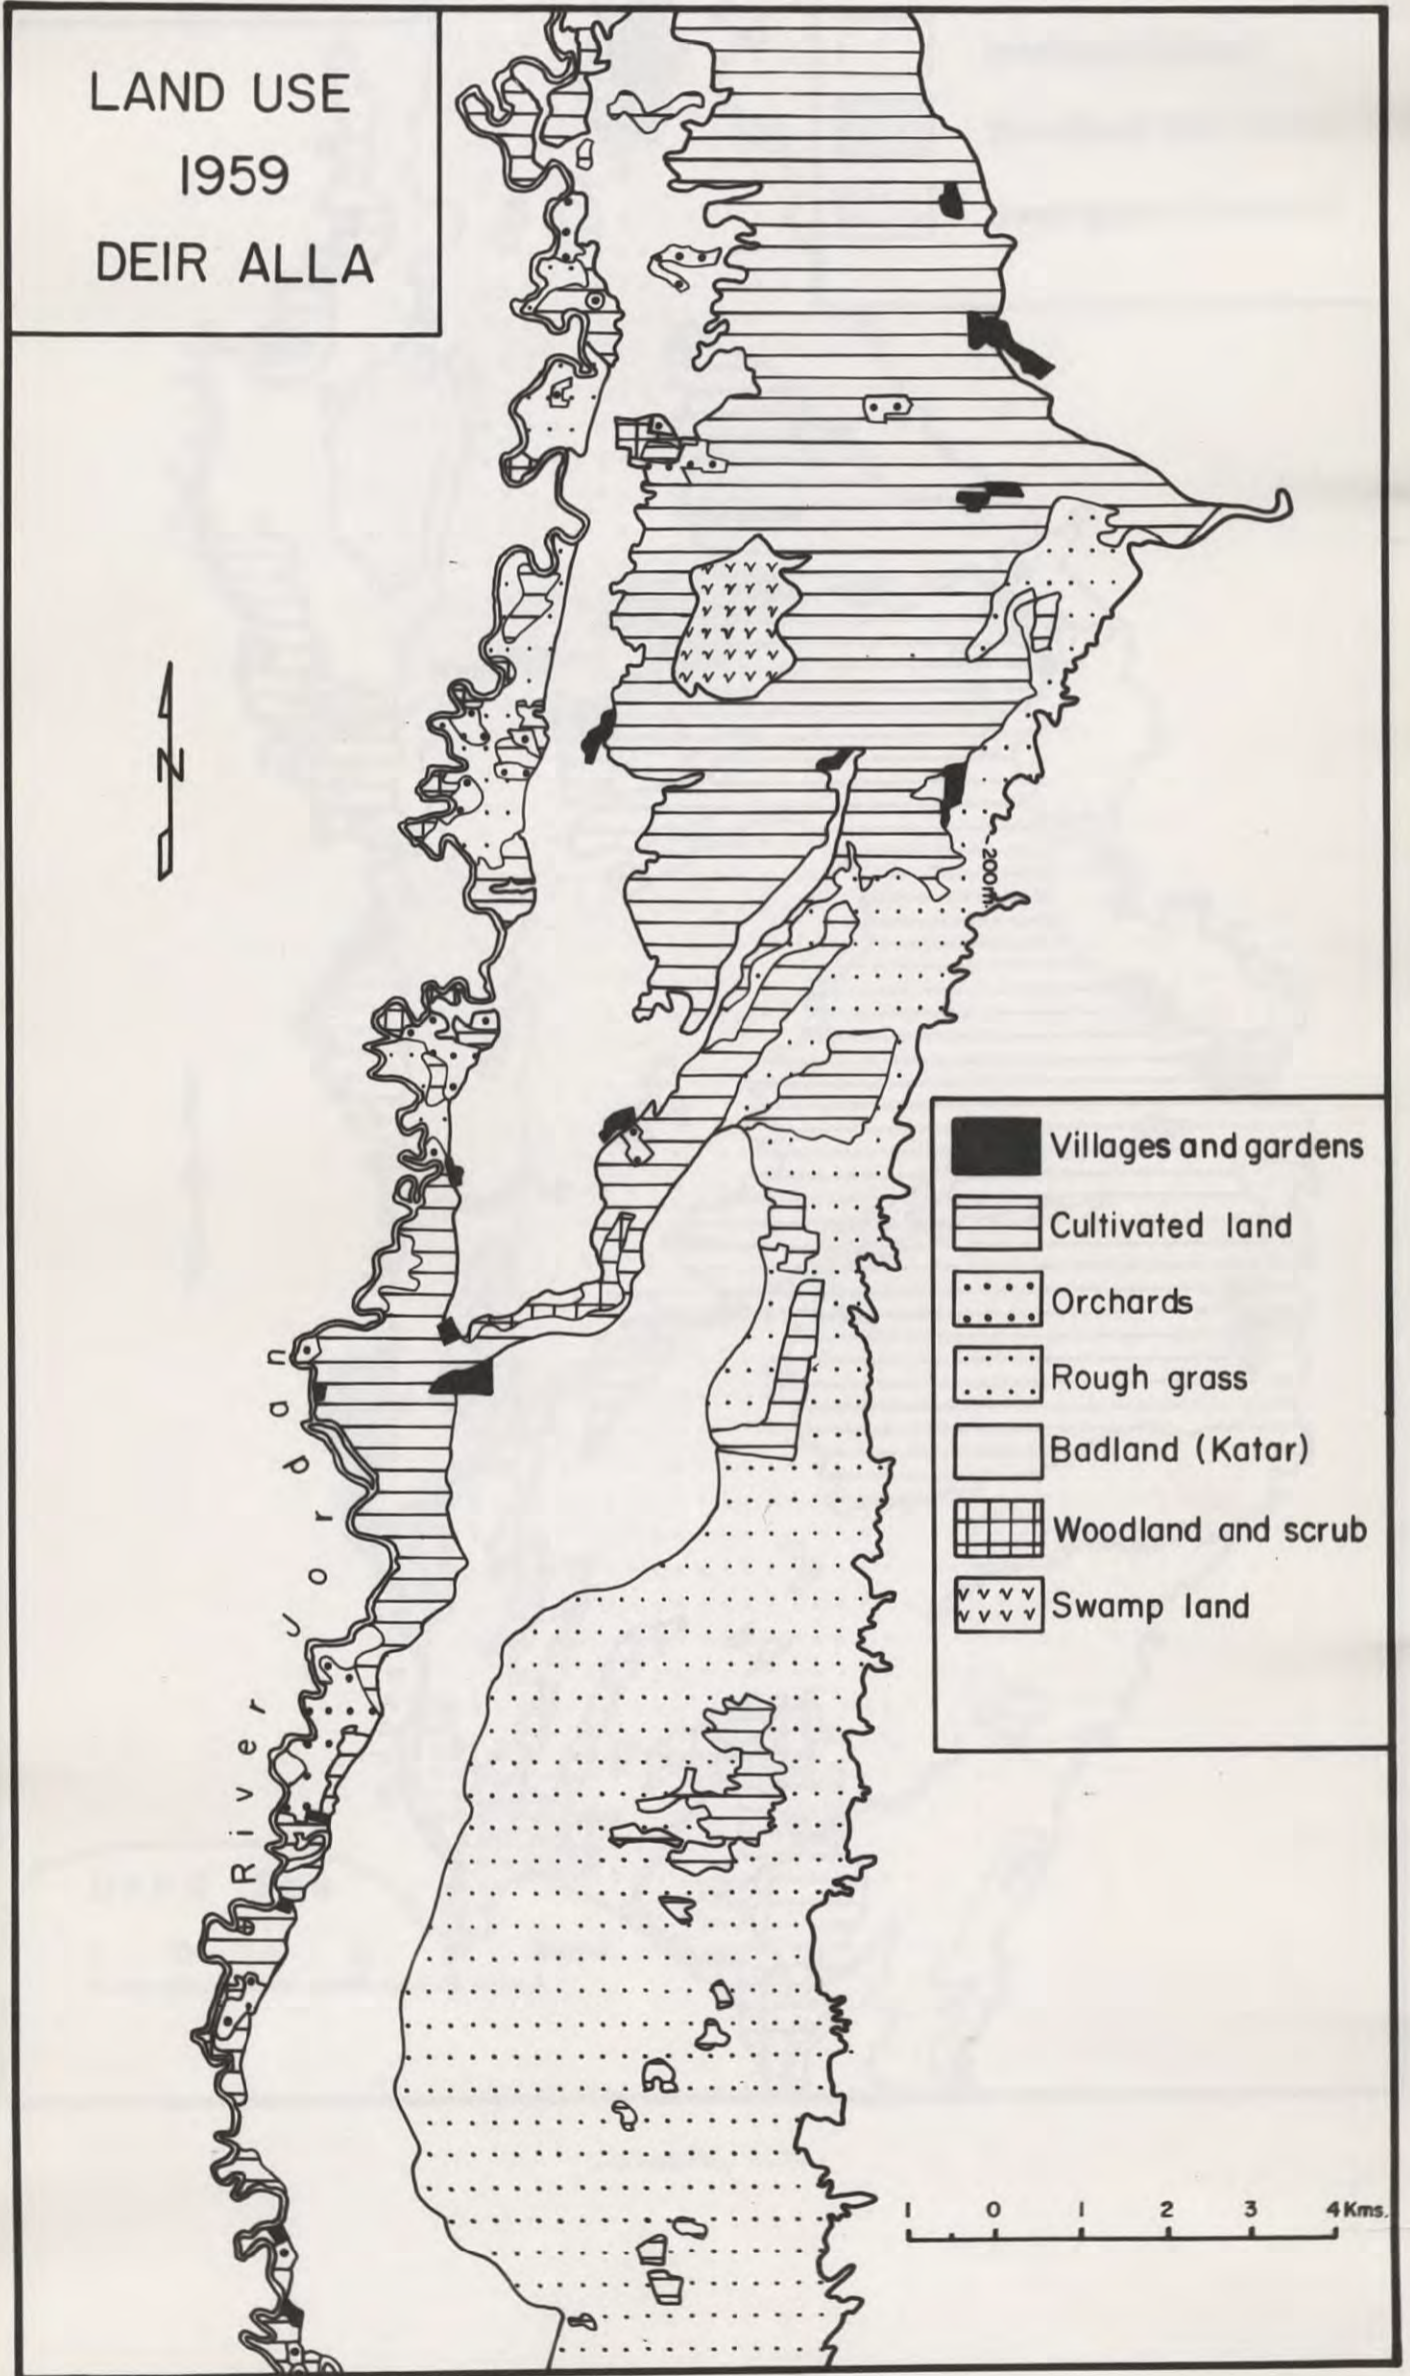 LAND USE
1959
DEIR ALLA
N
-200m.
Villages and gardens
Cultivated land
Orchards
Rough grass
Badland (Katar)
Woodland and scrub
Swamp land
River Jordan
1 0 1 2 3 4 Kms.